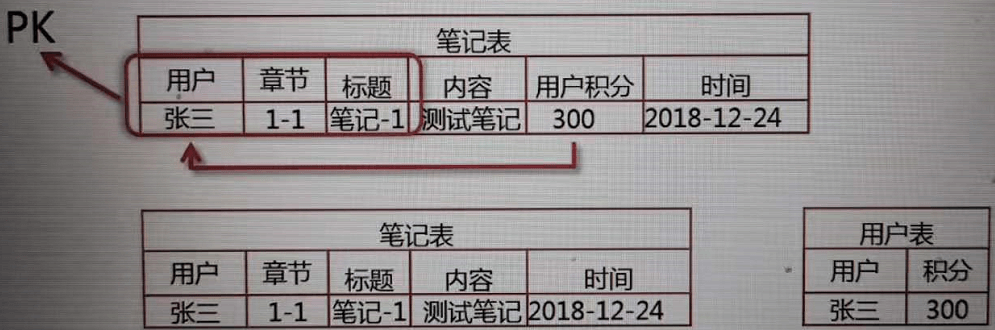 PK
笔记表
用户 章节 标题 内容 用户积分 时间
张三 1-1 笔记-1 测试笔记 300 2018-12-24
笔记表
用户 章节 标题 内容 时间
张三 1-1 笔记-1 测试笔记 2018-12-24
用户表
用户 积分
张三 300